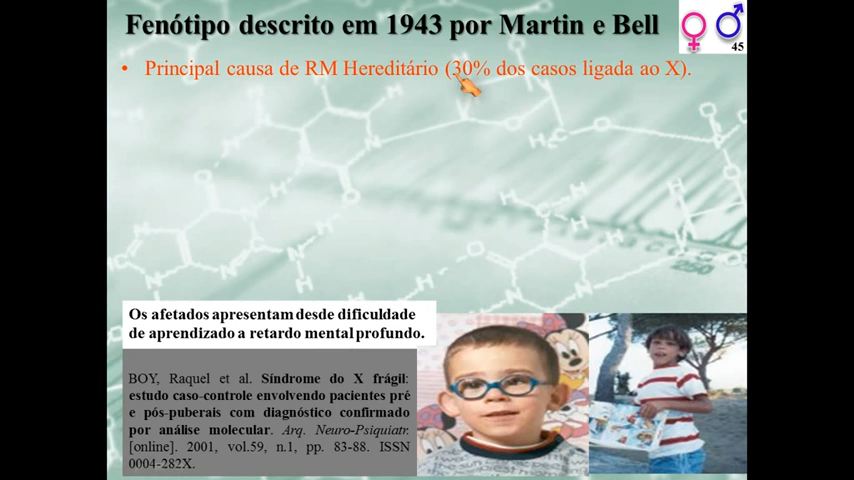 Fenótipo descrito em 1943 por Martin e Bell
45
• Principal causa de RM Hereditário (30% dos casos ligada ao X).
H₂C
O
N
H
250
Os afetados apresentam desde dificuldade
de aprendizado a retardo mental profundo.
BOY, Raquel et al. Síndrome do X frágil:
estudo caso-controle envolvendo pacientes pré
e pós-puberais com diagnóstico confirmado
por análise molecular. Arq. Neuro-Psiquiatr.
[online]. 2001, vol.59, n.1, pp. 83-88. ISSN
0004-282X.